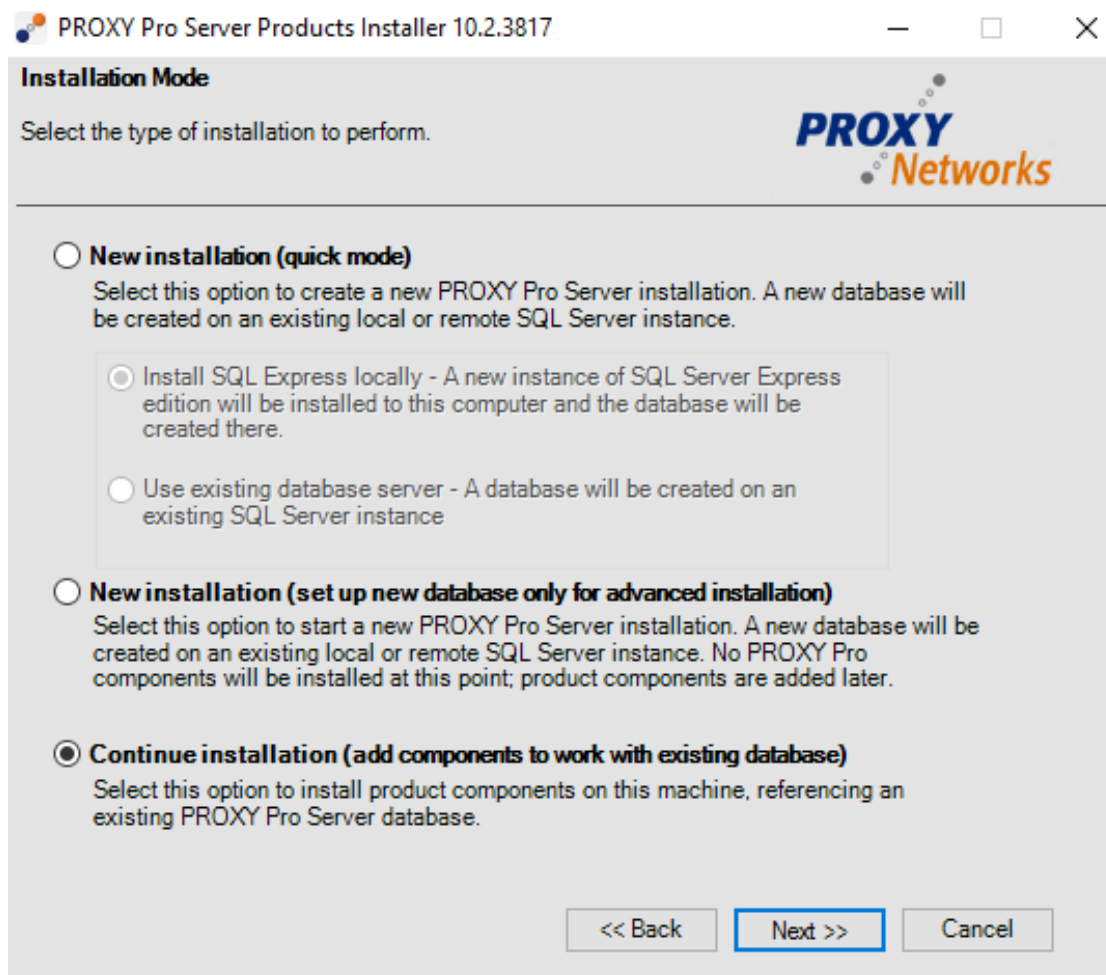 PROXY Pro Server Products Installer 10.2.3817
Installation Mode
Select the type of installation to perform.
PROXY
Networks
New installation (quick mode)
Select this option to create a new PROXY Pro Server installation. A new database will
be created on an existing local or remote SQL Server instance.
Install SQL Express locally - A new instance of SQL Server Express
edition will be installed to this computer and the database will be
created there.
Use existing database server - A database will be created on an
existing SQL Server instance
New installation (set up new database only for advanced installation)
Select this option to start a new PROXY Pro Server installation. A new database will be
created on an existing local or remote SQL Server instance. No PROXY Pro
components will be installed at this point; product components are added later.
Continue installation (add components to work with existing database)
Select this option to install product components on this machine, referencing an
existing PROXY Pro Server database.
<< Back Next >> Cancel